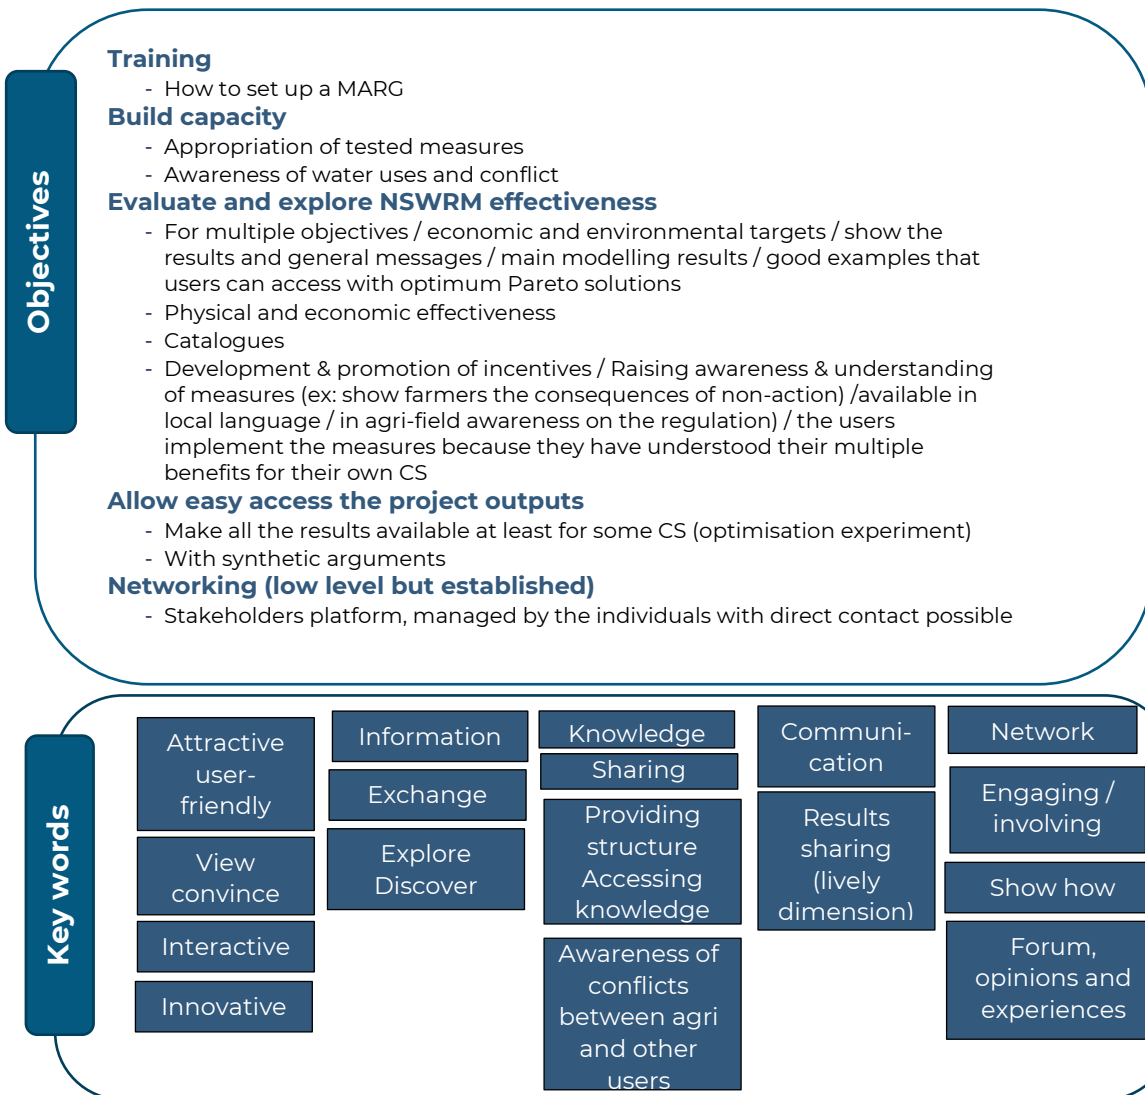 Objectives
Training
- How to set up a MARG
Build capacity
- Appropriation of tested measures
- Awareness of water uses and conflict
Evaluate and explore NSWRM effectiveness
- For multiple objectives / economic and environmental targets / show the
results and general messages / main modelling results / good examples that
users can access with optimum Pareto solutions
- Physical and economic effectiveness
- Catalogues
- Development & promotion of incentives / Raising awareness & understanding
of measures (ex: show farmers the consequences of non-action) /available in
local language / in agri-field awareness on the regulation) / the users
implement the measures because they have understood their multiple
benefits for their own CS
Allow easy access the project outputs
- Make all the results available at least for some CS (optimisation experiment)
- With synthetic arguments
Networking (low level but established)
- Stakeholders platform, managed by the individuals with direct contact possible
Key words
Attractive
user-
friendly
View
convince
Interactive
Innovative
Information
Exchange
Explore
Discover
Knowledge
Sharing
Providing
structure
Accessing
knowledge
Awareness of
conflicts
between agri
and other
users
Communi-
cation
Results
sharing
(lively
dimension)
Network
Engaging /
involving
Show how
Forum,
opinions and
experiences